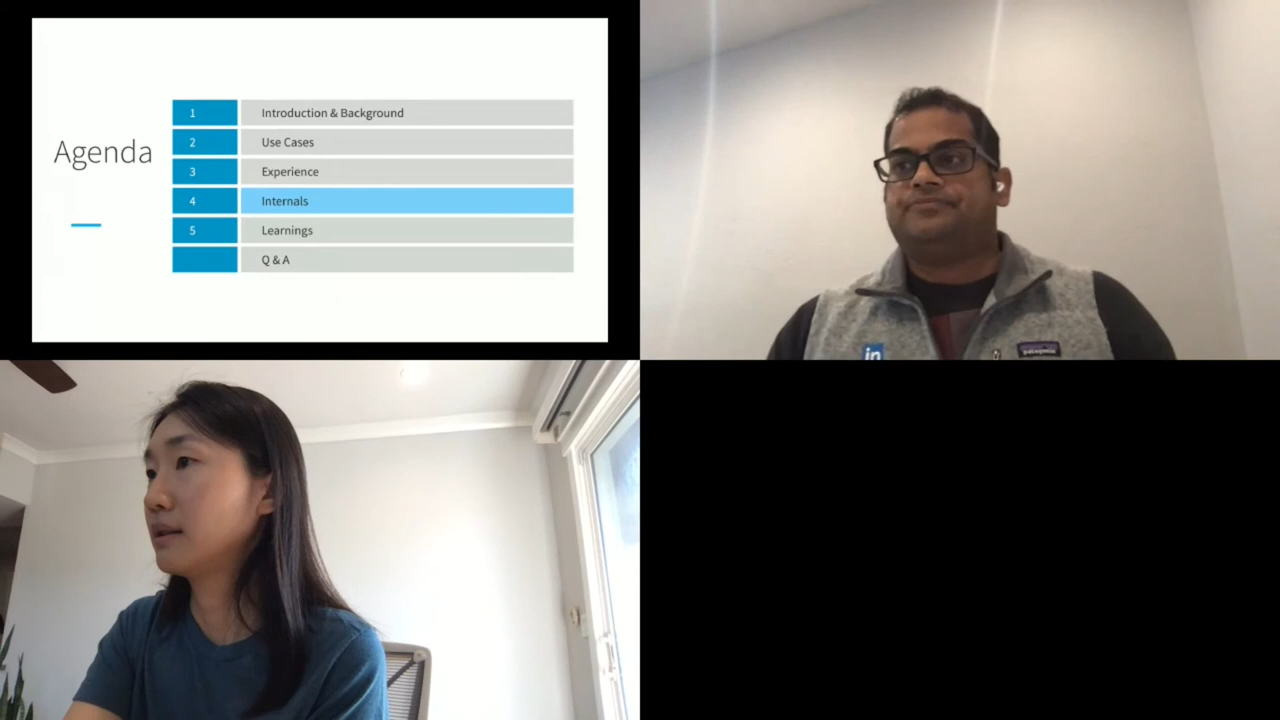 Agenda
1 Introduction & Background
2 Use Cases
3 Experience
4 Internals
5 Learnings
Q & A
in
patagonia